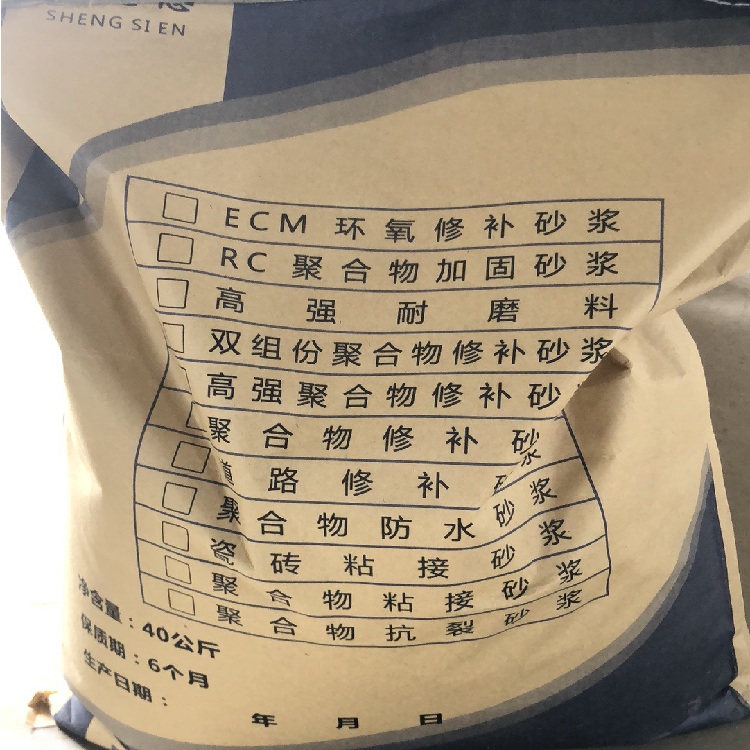 SHENG SI EN
ECM 环氧修补砂浆
RC 聚合物加固砂浆
高强耐磨料
双组份聚合物修补砂浆
高强聚合物修补砂
聚合物修补砂浆
道路修补砂浆
聚合物防水砂浆
瓷砖粘接砂浆
聚合物粘接砂浆
聚合物抗裂砂浆
净含量：40公斤
保质期：6个月
生产日期：
年 月 日